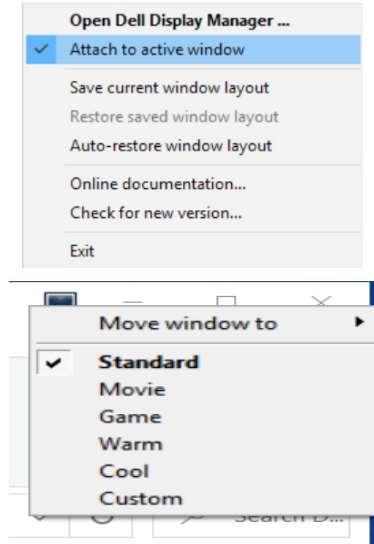 Open Dell Display Manager ...
Attach to active window
Save current window layout
Restore saved window layout
Auto-restore window layout
Online documentation...
Check for new version...
Exit
Move window to
Standard
Movie
Game
Warm
Cool
Custom
Search D...